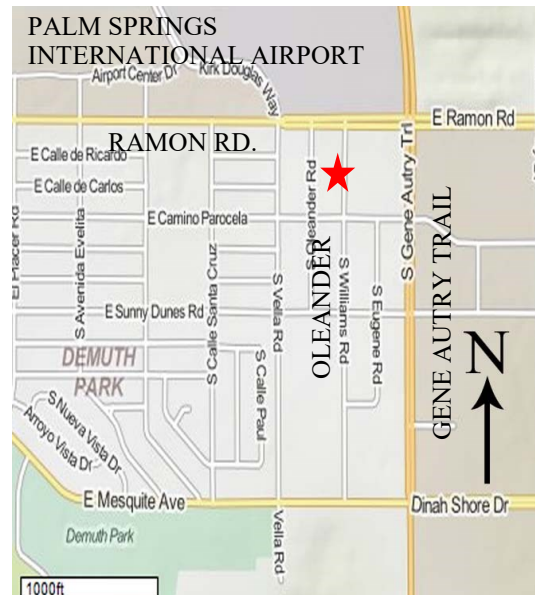 PALM SPRINGS
INTERNATIONAL AIRPORT
Airport Center Dr
Kirk Douglas Way
E Ramon Rd
RAMON RD.
E Calle de Ricardo
E Calle de Carlos
E Camino Parocela
El Placer Rd
S Avenida Evelita
S Calle Santa Cruz
S Vella Rd
S Oleander Rd
OLEANDER
S Williams Rd
S Eugene Rd
S Gene Autry Trl
GENE AUTRY TRAIL
E Sunny Dunes Rd
N
DEMUTH
PARK
S Calle Paul
S Nueva Vista Dr
Arroyo Vista Dr
E Mesquite Ave
Dinah Shore Dr
Vella Rd
Demuth Park
1000ft